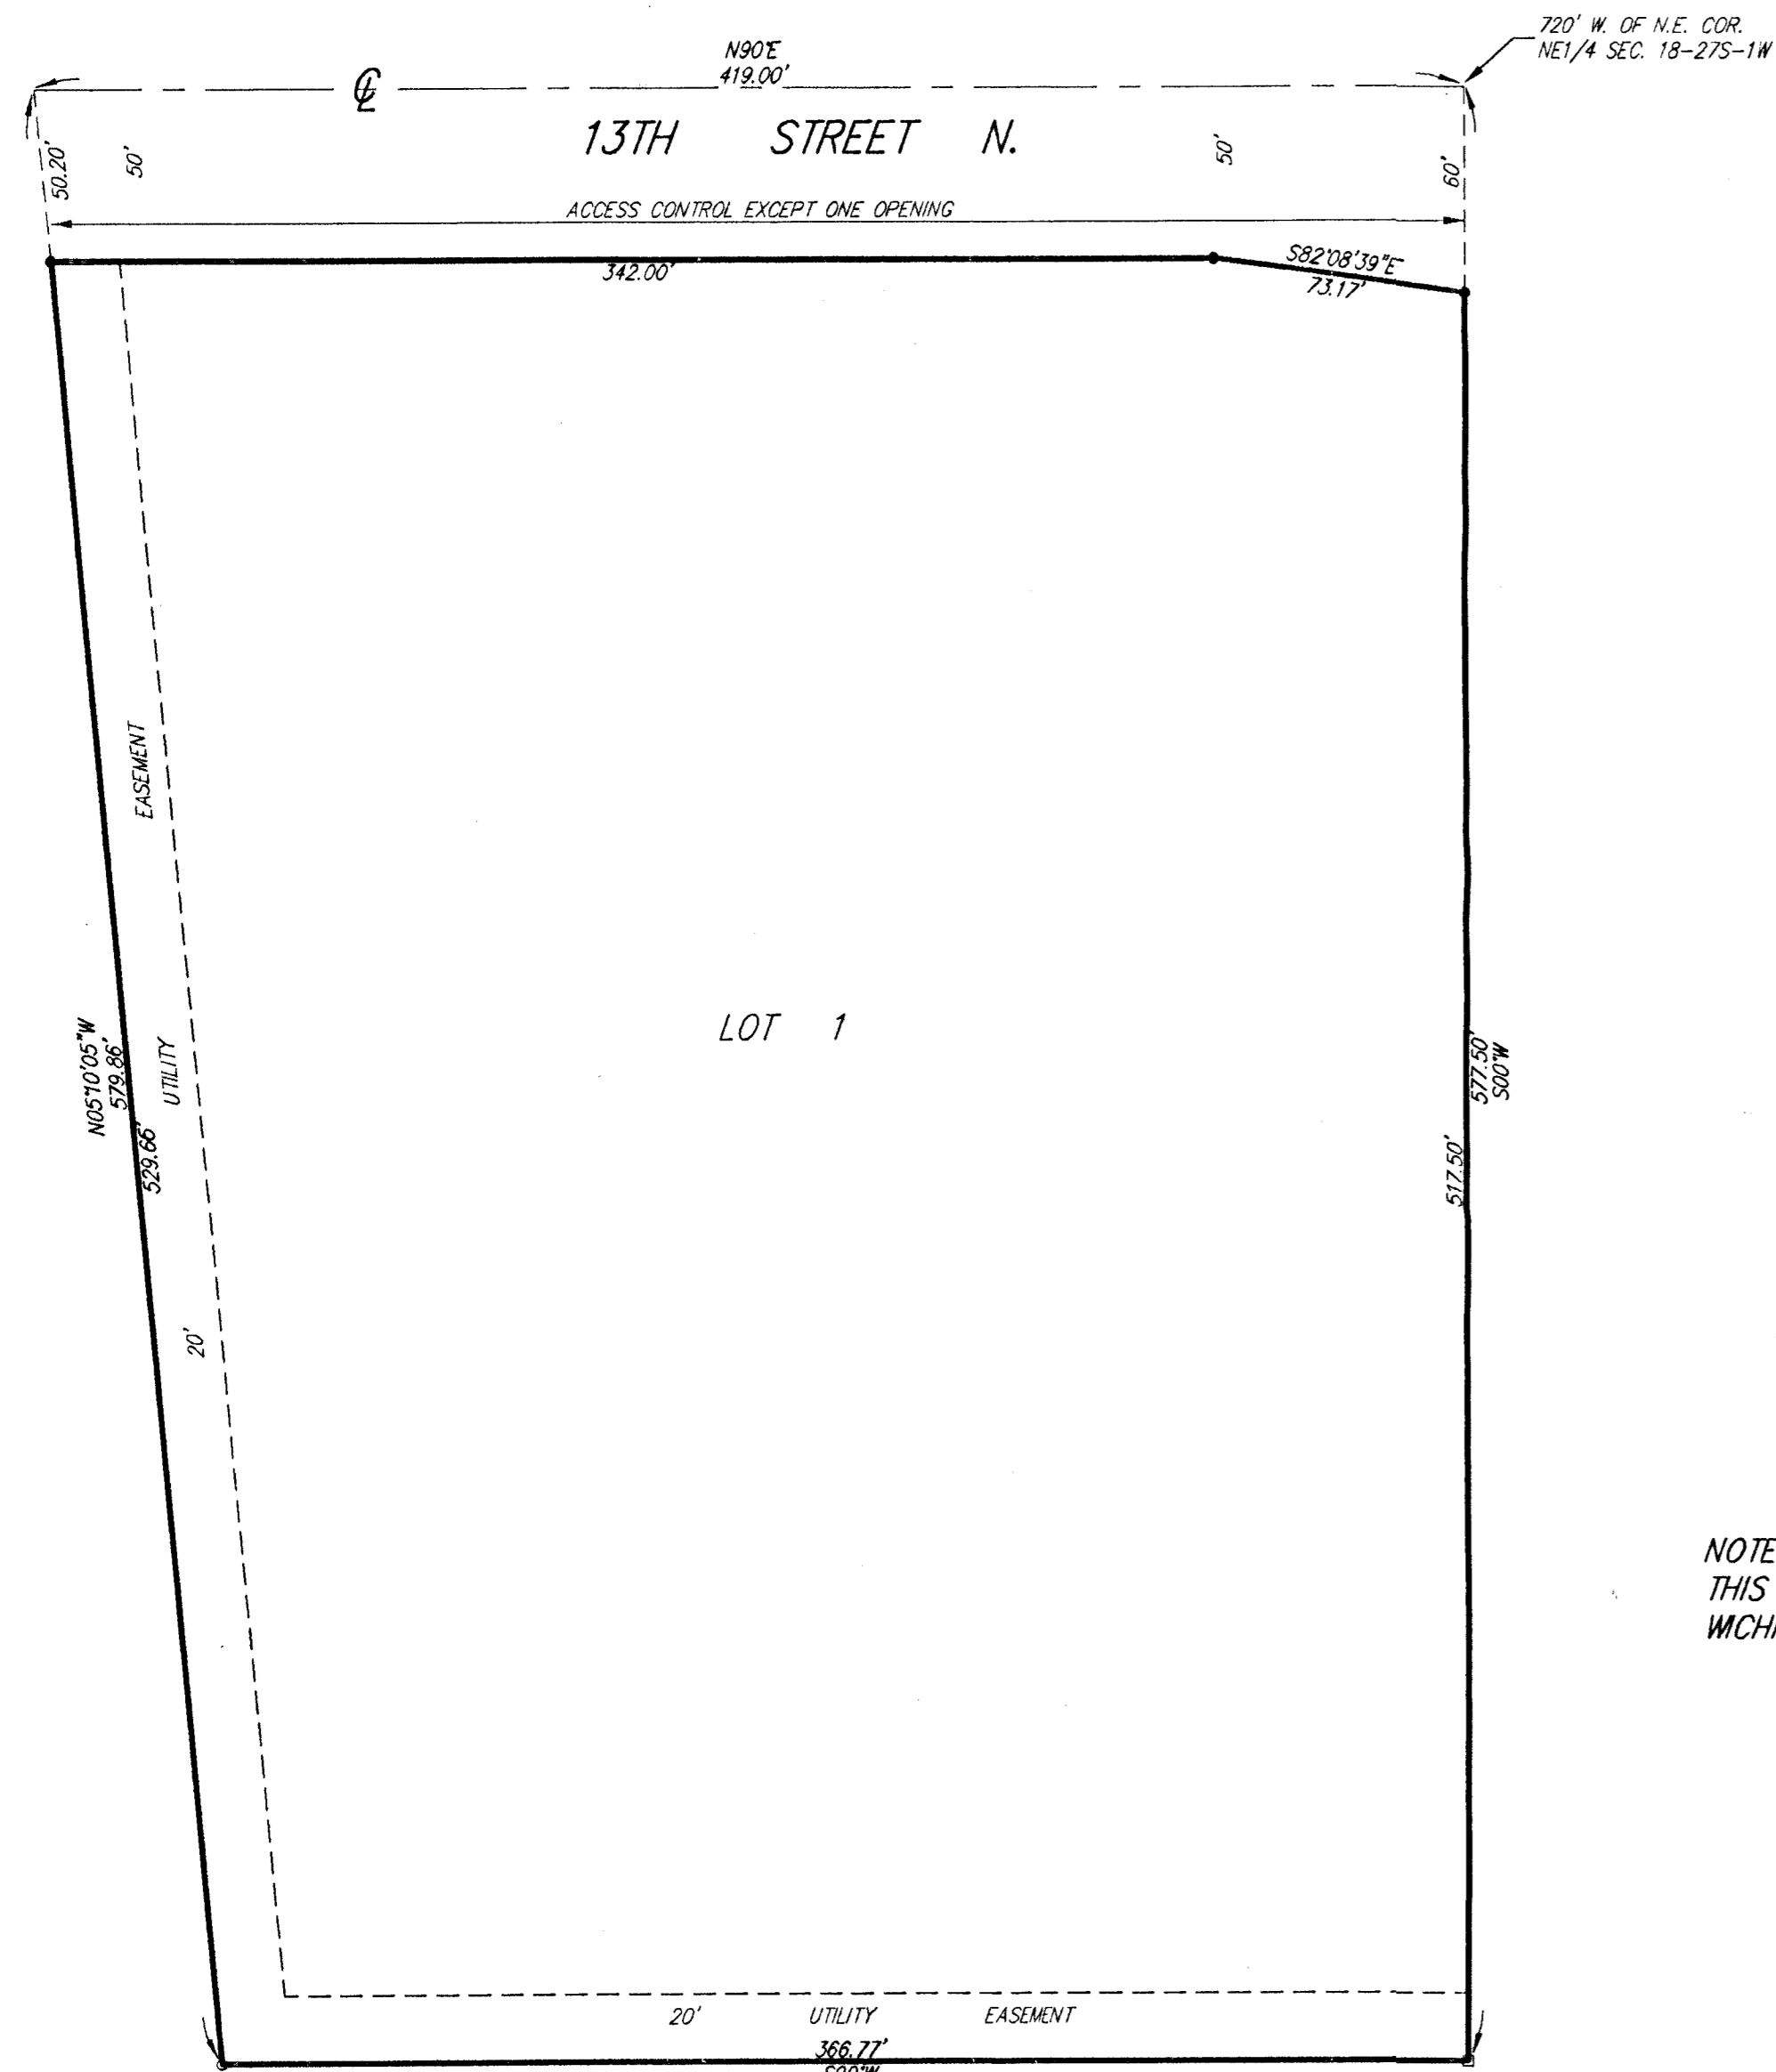 720' W. OF N.E. COR.
NE1/4 SEC. 18-27S-1W
N90°E
419.00'
℄
13TH STREET N.
50.20'
50'
50'
60'
ACCESS CONTROL EXCEPT ONE OPENING
342.00'
S82°08'39"E
73.17'
EASEMENT
UTILITY
20'
N05°10'05"W
579.86'
529.66'
LOT 1
577.50'
S00°W
517.50'
NOTE
THIS
WICHI
20' UTILITY EASEMENT
366.77'
S90°W